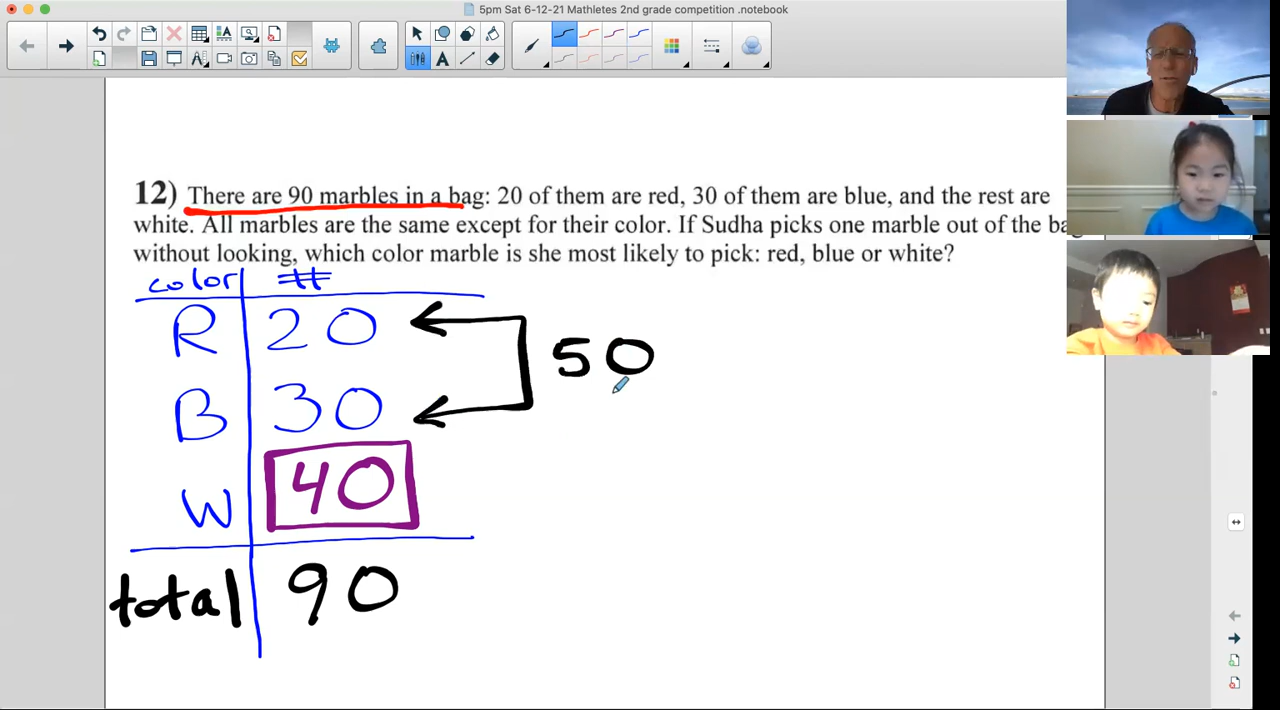 5pm Sat 6-12-21 Mathletes 2nd grade competition .notebook
12) There are 90 marbles in a bag: 20 of them are red, 30 of them are blue, and the rest are
white. All marbles are the same except for their color. If Sudha picks one marble out of the ba
without looking, which color marble is she most likely to pick: red, blue or white?
color #
R 20
50
B 30
W 40
total 90